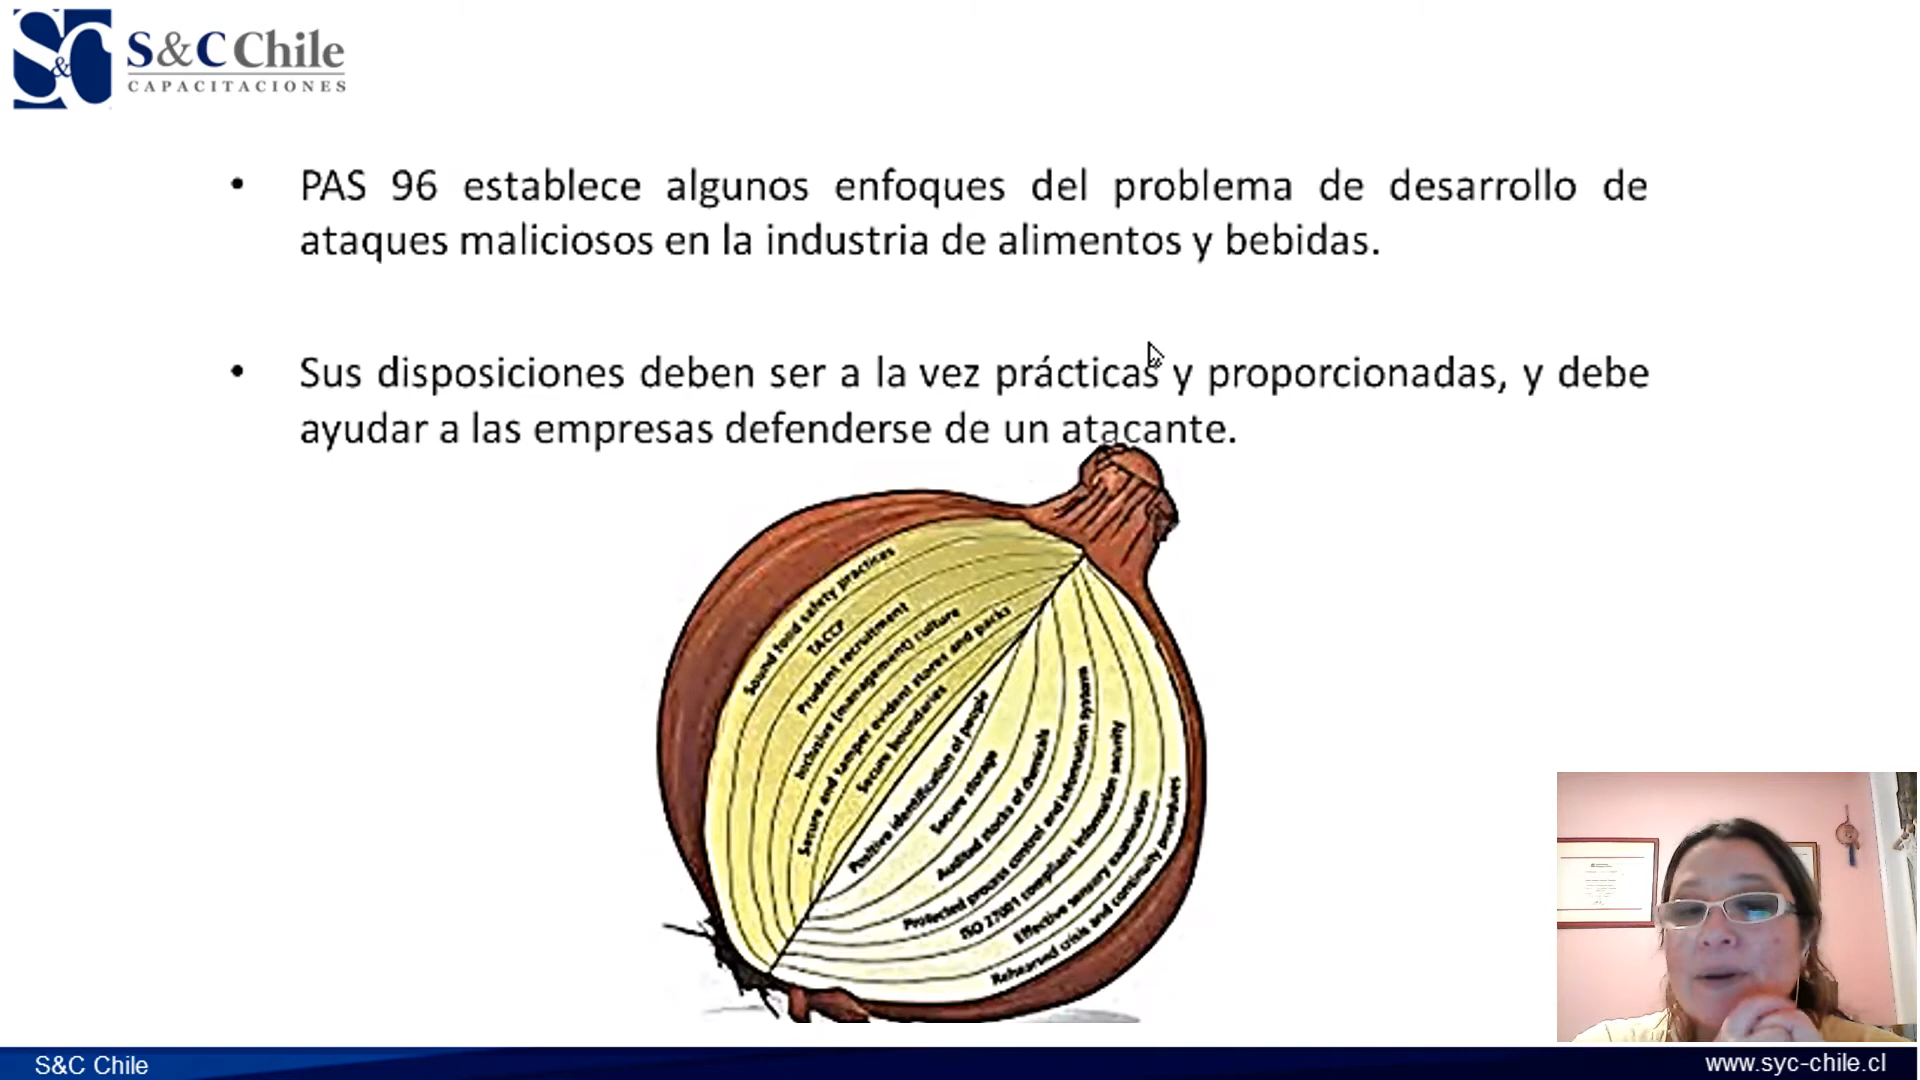 S&C Chile
CAPACITACIONES
• PAS 96 establece algunos enfoques del problema de desarrollo de
ataques maliciosos en la industria de alimentos y bebidas.
• Sus disposiciones deben ser a la vez prácticas y proporcionadas, y debe
ayudar a las empresas defenderse de un atacante.
Sound food safety practices
TACCP
Prudent recruitment
Inclusive (management) culture
Secure and tamper evident stores and packs
Secure boundaries
Positive identification of people
Secure storage
Audited stocks of chemicals
Protected process control and information systems
ISO 27001 compliant information security
Effective sensory examination
Rehearsed crisis and continuity procedures
S&C Chile
www.syc-chile.cl